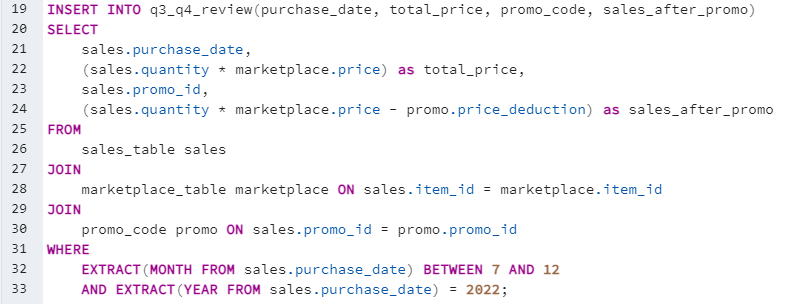 19 INSERT INTO q3_q4_review(purchase_date, total_price, promo_code, sales_after_promo)
20 SELECT
21     sales.purchase_date,
22     (sales.quantity * marketplace.price) as total_price,
23     sales.promo_id,
24     (sales.quantity * marketplace.price - promo.price_deduction) as sales_after_promo
25 FROM
26     sales_table sales
27 JOIN
28     marketplace_table marketplace ON sales.item_id = marketplace.item_id
29 JOIN
30     promo_code promo ON sales.promo_id = promo.promo_id
31 WHERE
32     EXTRACT(MONTH FROM sales.purchase_date) BETWEEN 7 AND 12
33     AND EXTRACT(YEAR FROM sales.purchase_date) = 2022;